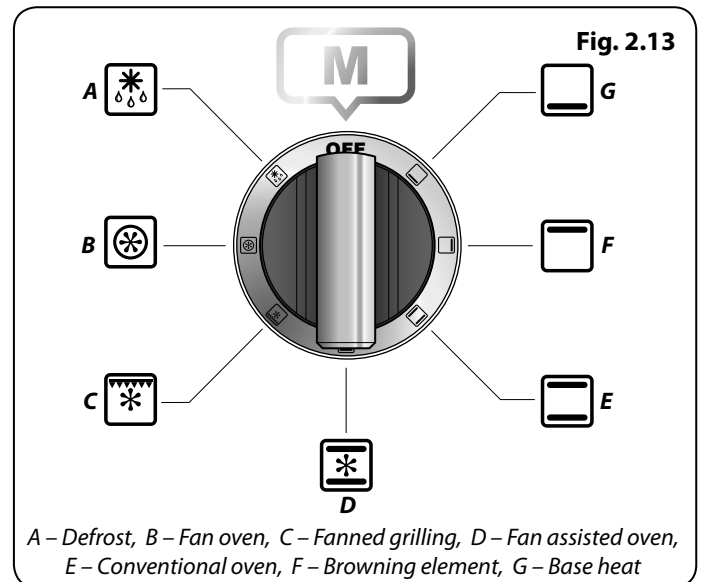 Fig. 2.13
M
A
G
OFF
B
F
C
E
D
A – Defrost, B – Fan oven, C – Fanned grilling, D – Fan assisted oven,
E – Conventional oven, F – Browning element, G – Base heat